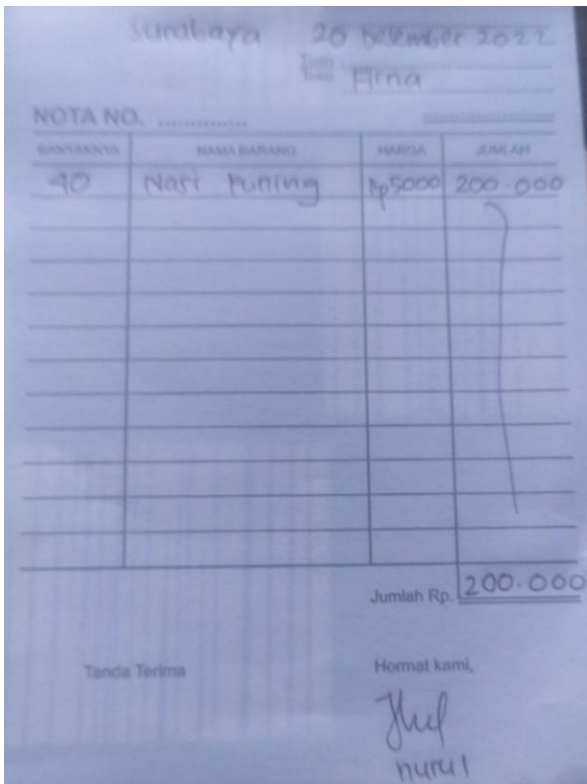 Surabaya 20 Desember 2022
Tuan
Toko
NOTA NO. .............
BANYAKNYA NAMA BARANG HARGA JUMLAH
40 Nasi kuning Rp5000 200.000
Jumlah Rp. 200.000
Tanda Terima Hormat kami,
nurul